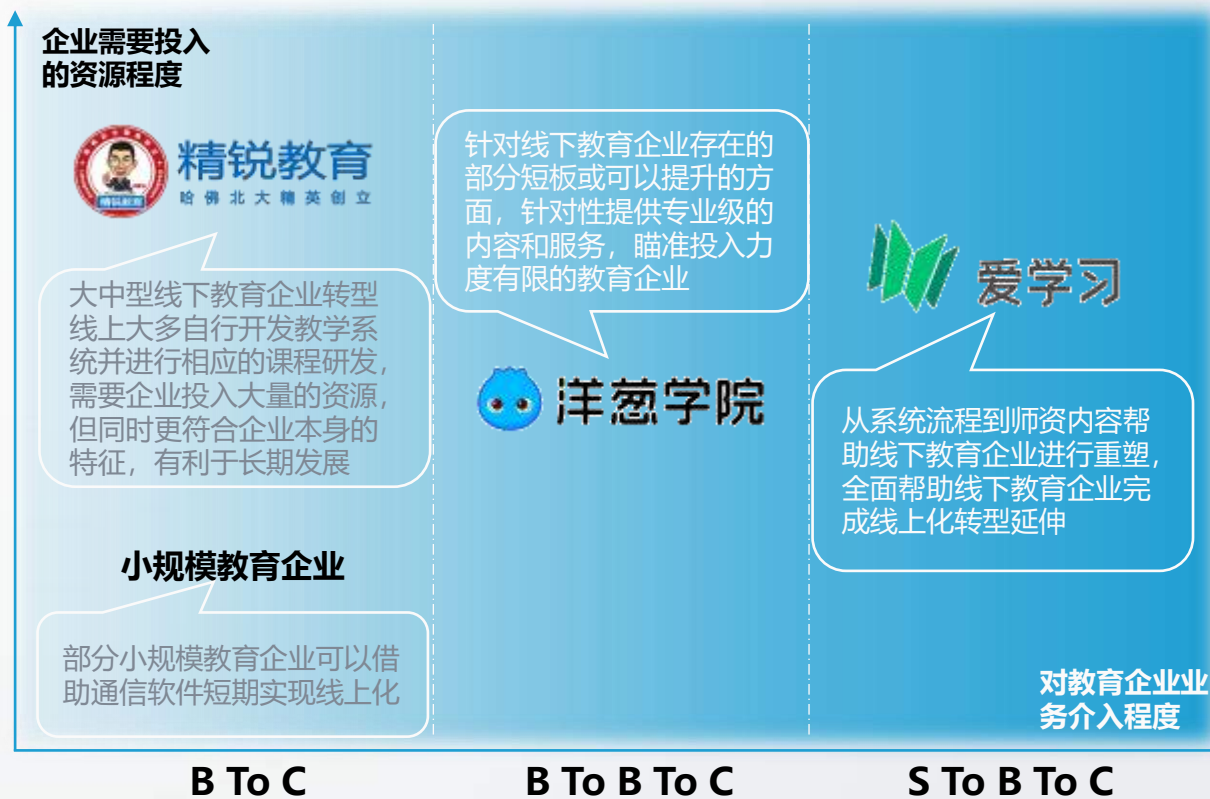 企业需要投入
的资源程度
精锐教育
哈佛北大精英创立
精锐教育
大中型线下教育企业转型
线上大多自行开发教学系
统并进行相应的课程研发，
需要企业投入大量的资源，
但同时更符合企业本身的
特征，有利于长期发展
小规模教育企业
部分小规模教育企业可以借
助通信软件短期实现线上化
针对线下教育企业存在的
部分短板或可以提升的方
面，针对性提供专业级的
内容和服务，瞄准投入力
度有限的教育企业
洋葱学院
爱学习
从系统流程到师资内容帮
助线下教育企业进行重塑，
全面帮助线下教育企业完
成线上化转型延伸
对教育企业业
务介入程度
B To C
B To B To C
S To B To C